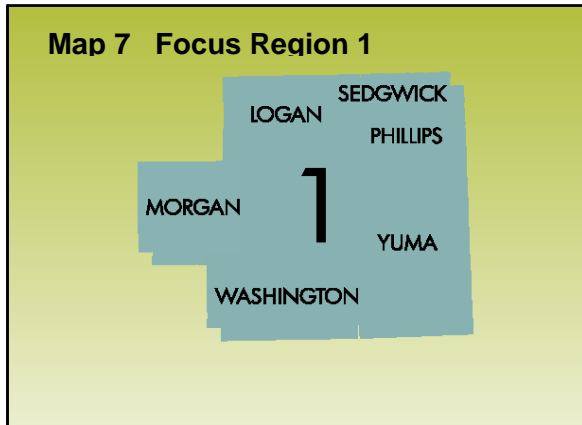 Map 7 Focus Region 1
SEDGWICK
LOGAN
PHILLIPS
1
MORGAN
YUMA
WASHINGTON